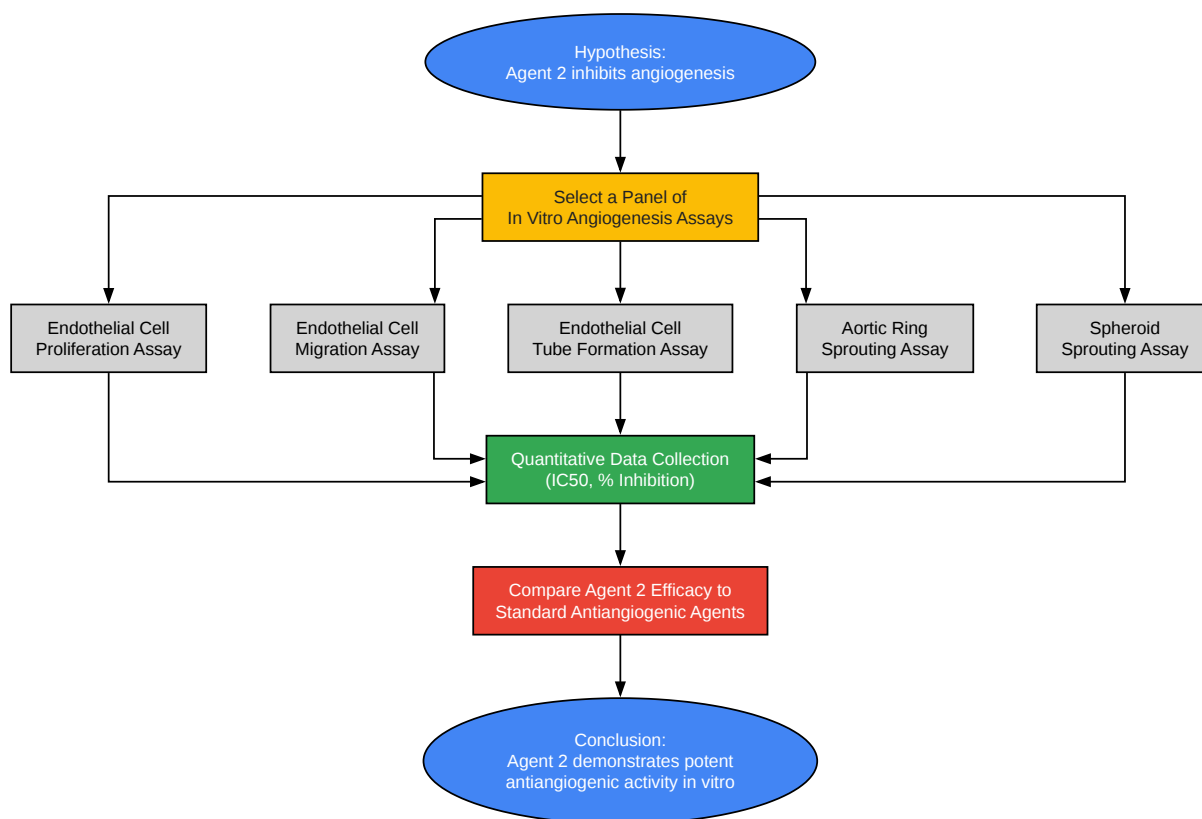 Hypothesis:
Agent 2 inhibits angiogenesis
Select a Panel of
In Vitro Angiogenesis Assays
Endothelial Cell
Proliferation Assay
Endothelial Cell
Migration Assay
Endothelial Cell
Tube Formation Assay
Aortic Ring
Sprouting Assay
Spheroid
Sprouting Assay
Quantitative Data Collection
(IC50, % Inhibition)
Compare Agent 2 Efficacy to
Standard Antiangiogenic Agents
Conclusion:
Agent 2 demonstrates potent
antiangiogenic activity in vitro